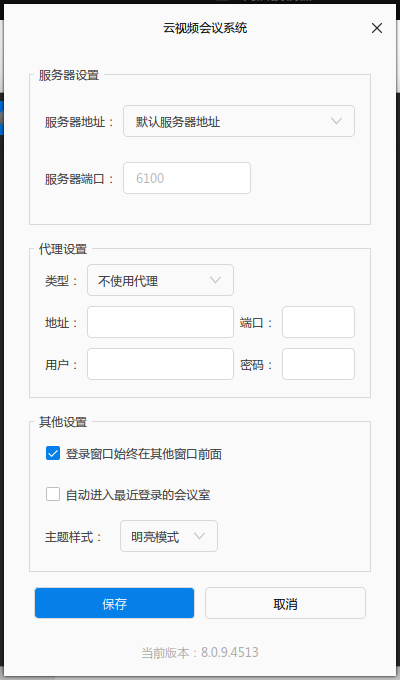 云视频会议系统
服务器设置
服务器地址： 默认服务器地址
服务器端口： 6100
代理设置
类型： 不使用代理
地址： 端口：
用户： 密码：
其他设置
登录窗口始终在其他窗口前面
自动进入最近登录的会议室
主题样式： 明亮模式
保存 取消
当前版本：8.0.9.4513